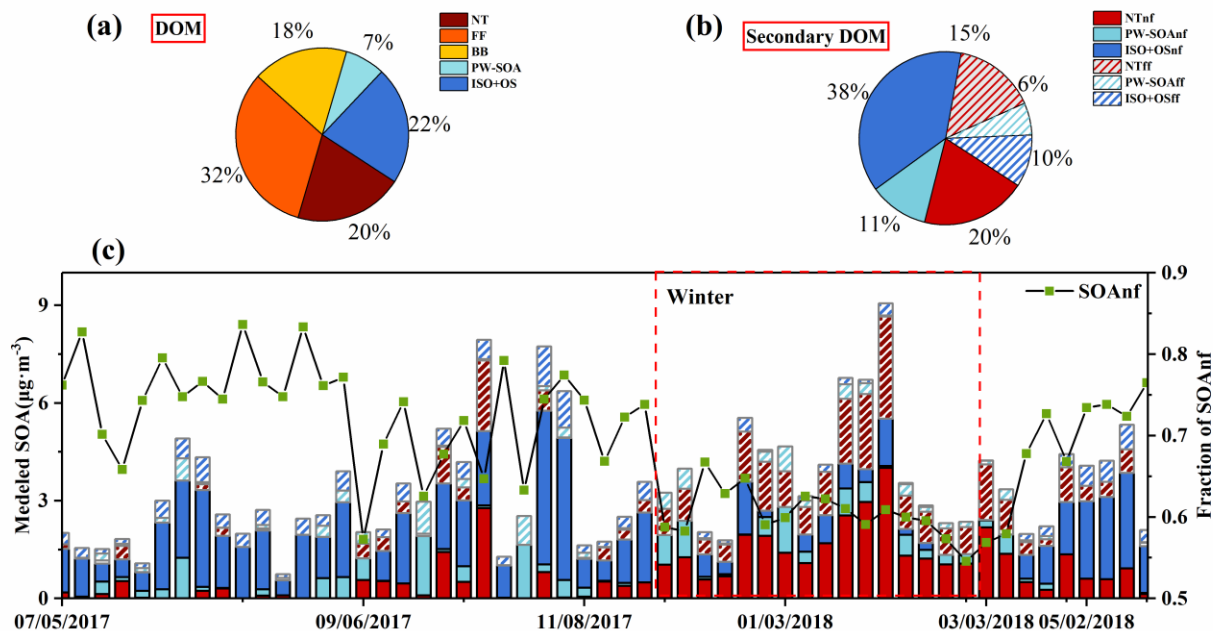 (a) DOM
NT
FF
BB
PW-SOA
ISO+OS
18%
7%
22%
32%
20%
(b) Secondary DOM
NTnf
PW-SOAnf
ISO+OSnf
NTff
PW-SOAff
ISO+OSff
15%
6%
38%
10%
11%
20%
(c)
Winter
SOAnf
Medeled SOA(μg·m⁻³)
9
6
3
0
Fraction of SOAnf
0.9
0.8
0.7
0.6
0.5
07/05/2017 09/06/2017 11/08/2017 01/03/2018 03/03/2018 05/02/2018